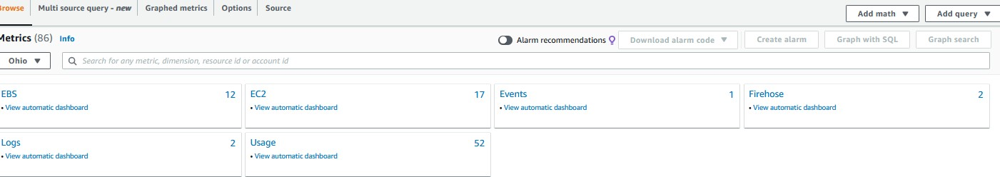 Browse Multi source query - new Graphed metrics Options Source
Add math ▼ Add query ▼
Metrics (86) Info
Alarm recommendations Download alarm code ▼ Create alarm Graph with SQL Graph search
Ohio ▼ Search for any metric, dimension, resource id or account id
EBS 12 EC2 17 Events 1 Firehose 2
• View automatic dashboard • View automatic dashboard • View automatic dashboard • View automatic dashboard
Logs 2 Usage 52
• View automatic dashboard • View automatic dashboard